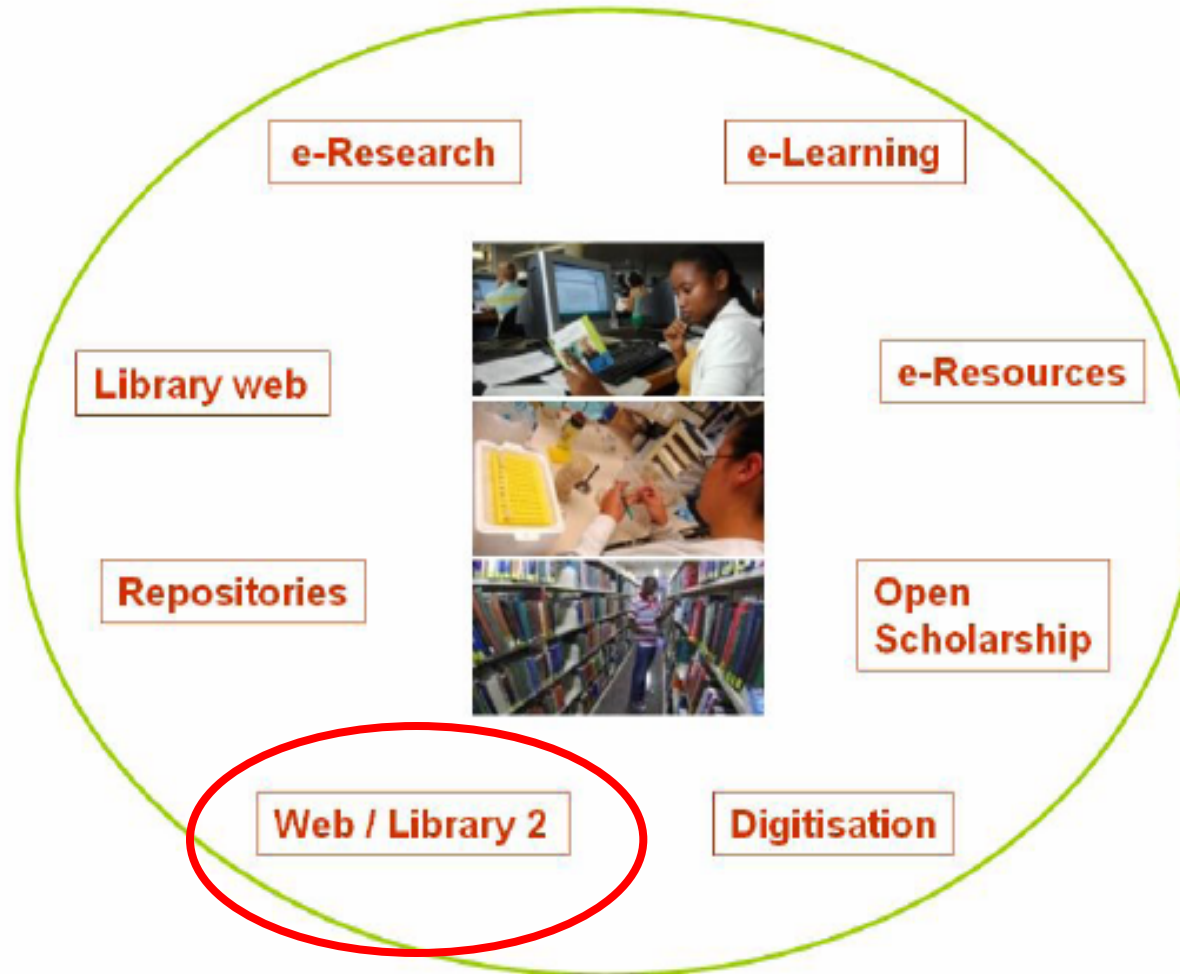 e-Research
e-Learning
Library web
e-Resources
Repositories
Open
Scholarship
Web / Library 2
Digitisation